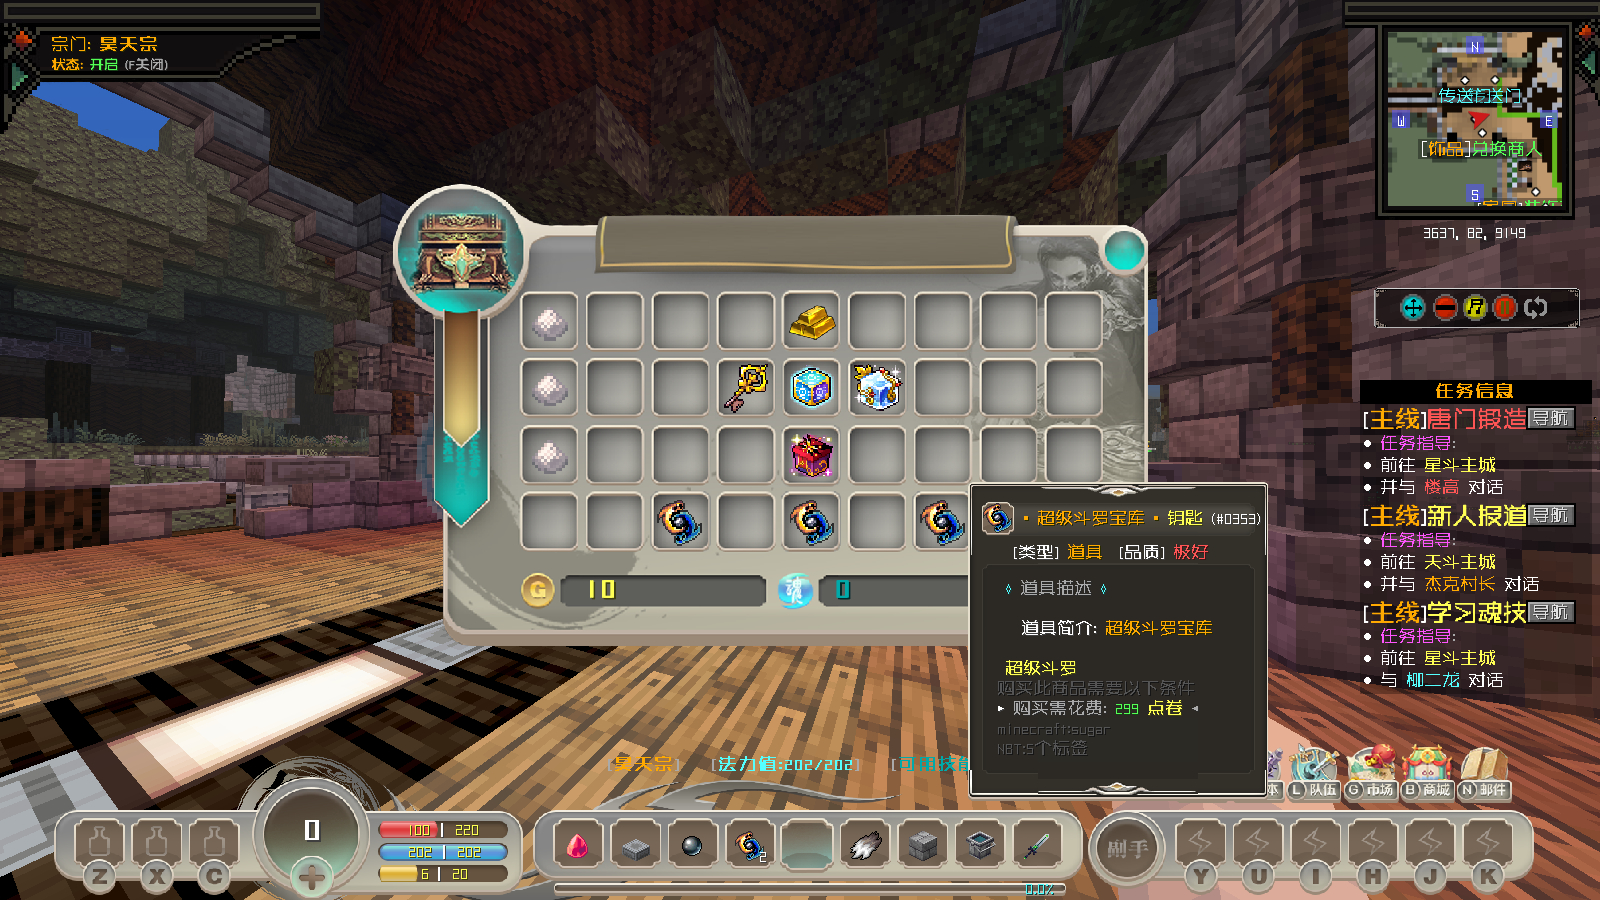 宗门: 昊天宗
状态: 开启 (F关闭)
N
传送门
W
E
[饰品]兑换商人
S
3637, 82, 9149
任务信息
[主线]唐门锻造 导航
• 任务指导:
• 前往 星斗主城
• 并与 楼高 对话
[主线]新人报道 导航
• 任务指导:
• 前往 天斗主城
• 并与 杰克村长 对话
[主线]学习魂技 导航
• 任务指导:
• 前往 星斗主城
• 与 柳二龙 对话
G 10 魂 0
· 超级斗罗宝库 · 钥匙 (#0353)
[类型] 道具 [品质] 极好
道具描述
道具简介: 超级斗罗宝库
超级斗罗
购买此商品需要以下条件
▸ 购买需花费: 299 点卷 ◂
minecraft:sugar
NBT:5个标签
[昊天宗] [法力值:202/202]
L 队伍 G 市场 B 商城 N 邮件
Z X C
0
100 | 220
202 | 202
6 | 20
2
0.0%
副手
Y U I H J K